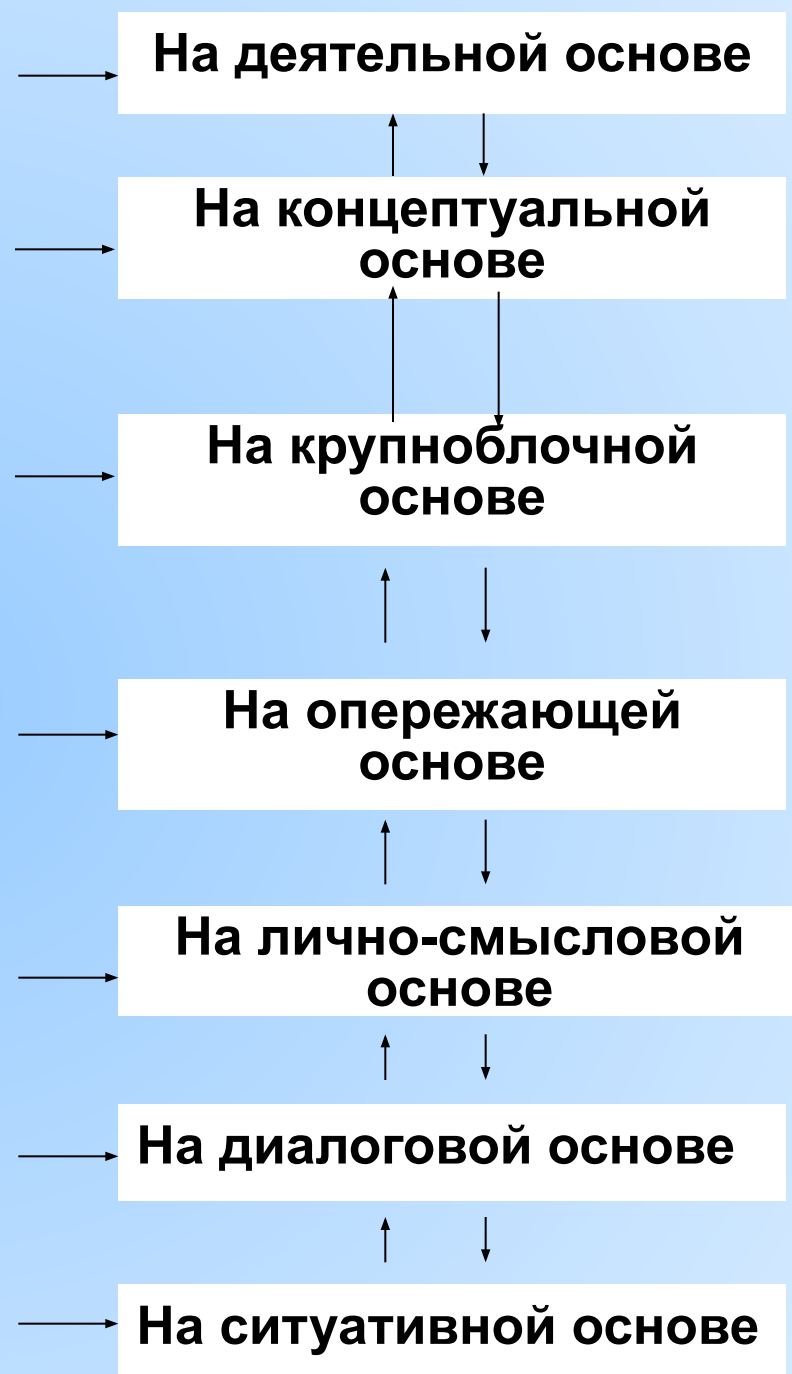 На деятельной основе
На концептуальной
основе
На крупноблочной
основе
На опережающей
основе
На лично-смысловой
основе
На диалоговой основе
На ситуативной основе